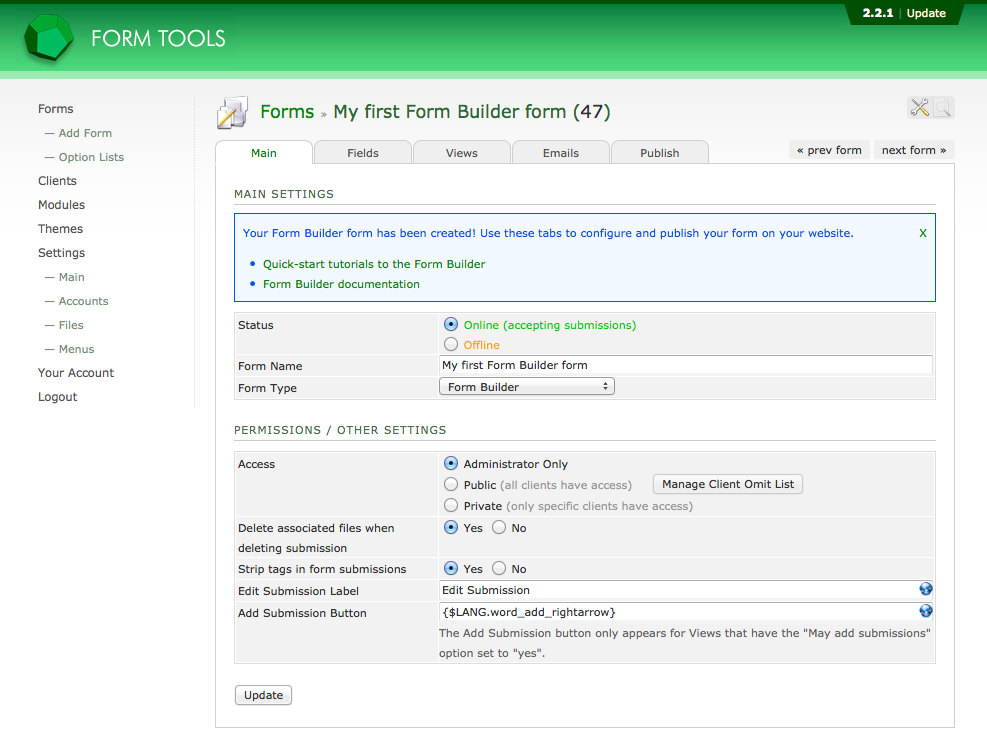 2.2.1 | Update
FORM TOOLS
Forms
— Add Form
— Option Lists
Clients
Modules
Themes
Settings
— Main
— Accounts
— Files
— Menus
Your Account
Logout
Forms » My first Form Builder form (47)
Main Fields Views Emails Publish
« prev form next form »
MAIN SETTINGS
Your Form Builder form has been created! Use these tabs to configure and publish your form on your website. X
• Quick-start tutorials to the Form Builder
• Form Builder documentation
Status Online (accepting submissions)
Offline
Form Name My first Form Builder form
Form Type Form Builder
PERMISSIONS / OTHER SETTINGS
Access Administrator Only
Public (all clients have access) Manage Client Omit List
Private (only specific clients have access)
Delete associated files when Yes No
deleting submission
Strip tags in form submissions Yes No
Edit Submission Label Edit Submission
Add Submission Button {$LANG.word_add_rightarrow}
The Add Submission button only appears for Views that have the "May add submissions"
option set to "yes".
Update